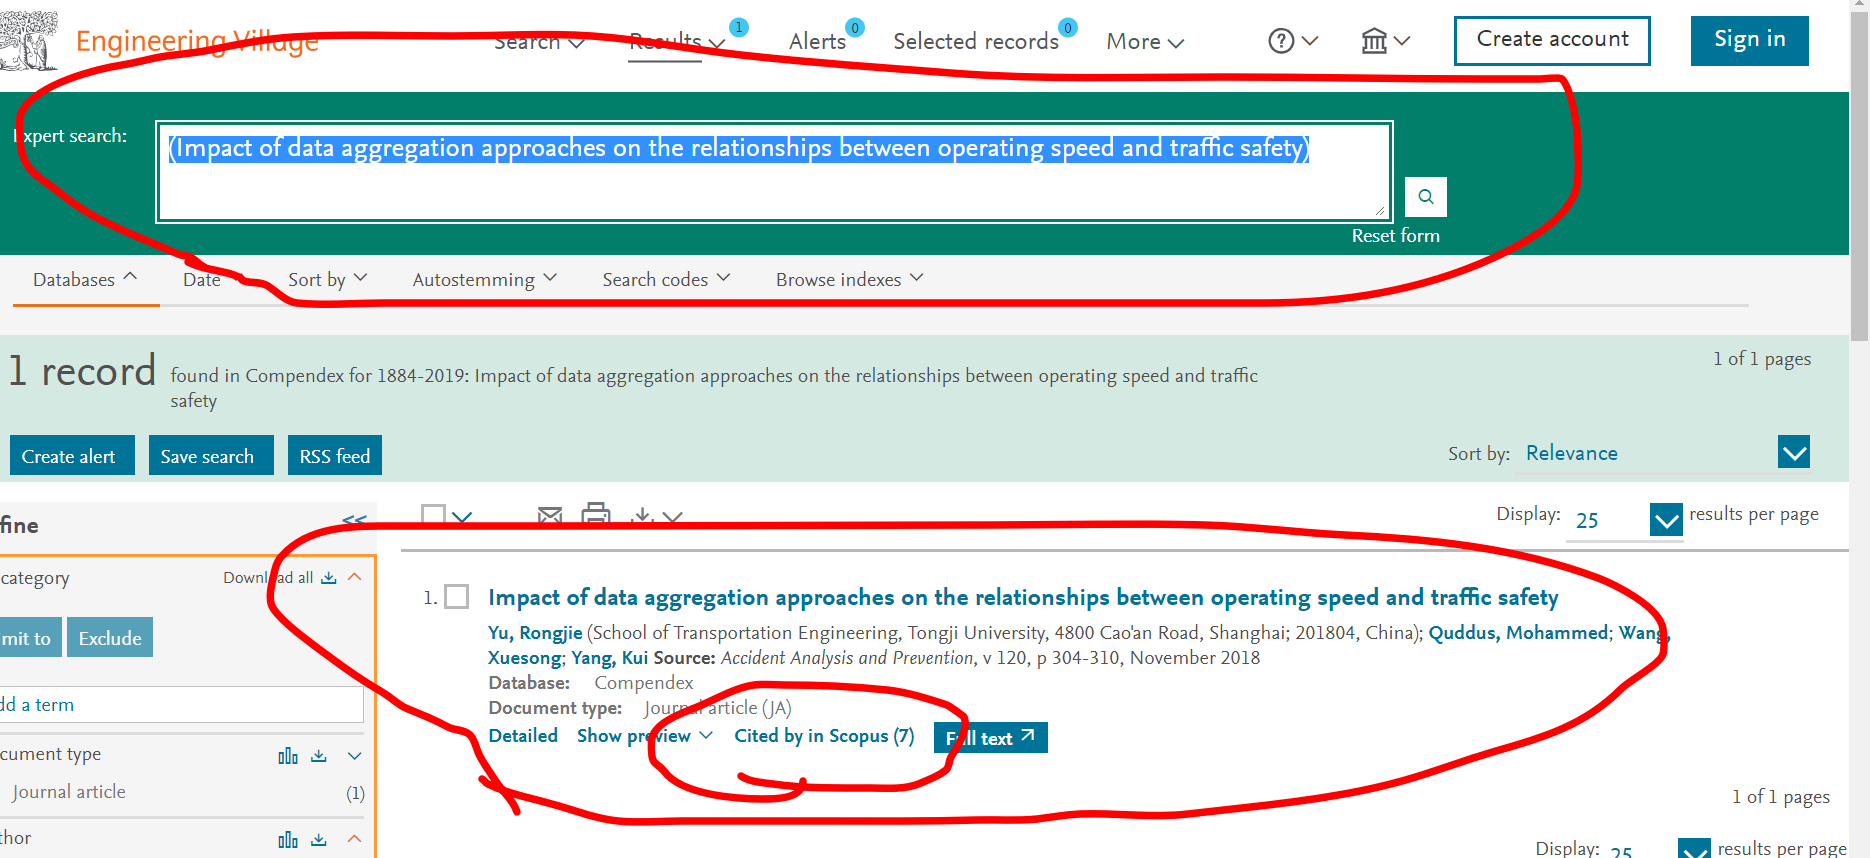 Engineering Village
Search Results 1 Alerts 0 Selected records 0 More ? Create account Sign in
Expert search:
(Impact of data aggregation approaches on the relationships between operating speed and traffic safety)
Reset form
Databases Date Sort by Autostemming Search codes Browse indexes
1 record found in Compendex for 1884-2019: Impact of data aggregation approaches on the relationships between operating speed and traffic
safety
1 of 1 pages
Create alert Save search RSS feed
Sort by: Relevance
fine <<
Display: 25 results per page
category Download all
mit to Exclude
dd a term
cument type
Journal article (1)
thor
1. Impact of data aggregation approaches on the relationships between operating speed and traffic safety
Yu, Rongjie (School of Transportation Engineering, Tongji University, 4800 Cao'an Road, Shanghai; 201804, China); Quddus, Mohammed; Wang,
Xuesong; Yang, Kui Source: Accident Analysis and Prevention, v 120, p 304-310, November 2018
Database: Compendex
Document type: Journal article (JA)
Detailed Show preview Cited by in Scopus (7) Full text
1 of 1 pages
Display: 25 results per page